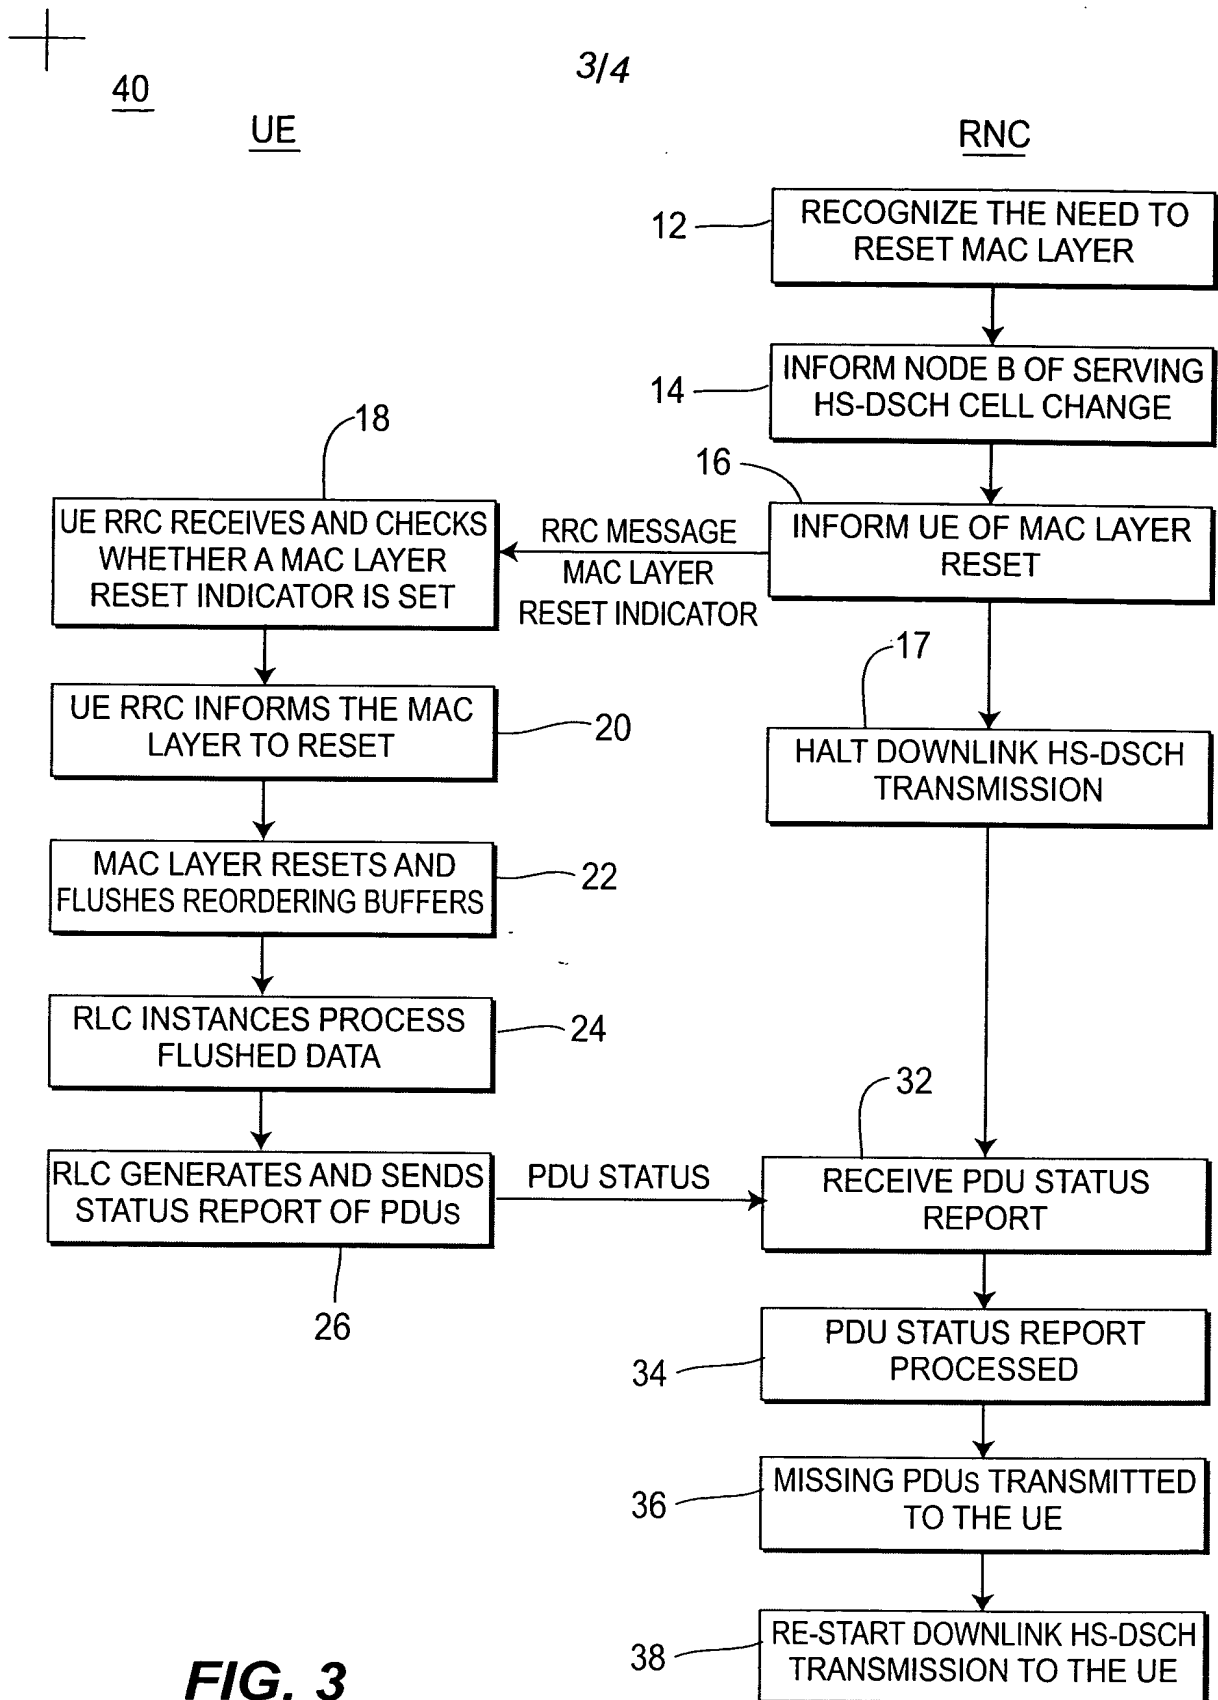 3/4
40
UE
RNC
12
RECOGNIZE THE NEED TO
RESET MAC LAYER
14
INFORM NODE B OF SERVING
HS-DSCH CELL CHANGE
18
16
UE RRC RECEIVES AND CHECKS
WHETHER A MAC LAYER
RESET INDICATOR IS SET
RRC MESSAGE
MAC LAYER
RESET INDICATOR
INFORM UE OF MAC LAYER
RESET
17
UE RRC INFORMS THE MAC
LAYER TO RESET
20
HALT DOWNLINK HS-DSCH
TRANSMISSION
MAC LAYER RESETS AND
FLUSHES REORDERING BUFFERS
22
RLC INSTANCES PROCESS
FLUSHED DATA
24
32
RLC GENERATES AND SENDS
STATUS REPORT OF PDUs
PDU STATUS
RECEIVE PDU STATUS
REPORT
26
34
PDU STATUS REPORT
PROCESSED
36
MISSING PDUs TRANSMITTED
TO THE UE
38
RE-START DOWNLINK HS-DSCH
TRANSMISSION TO THE UE
FIG. 3